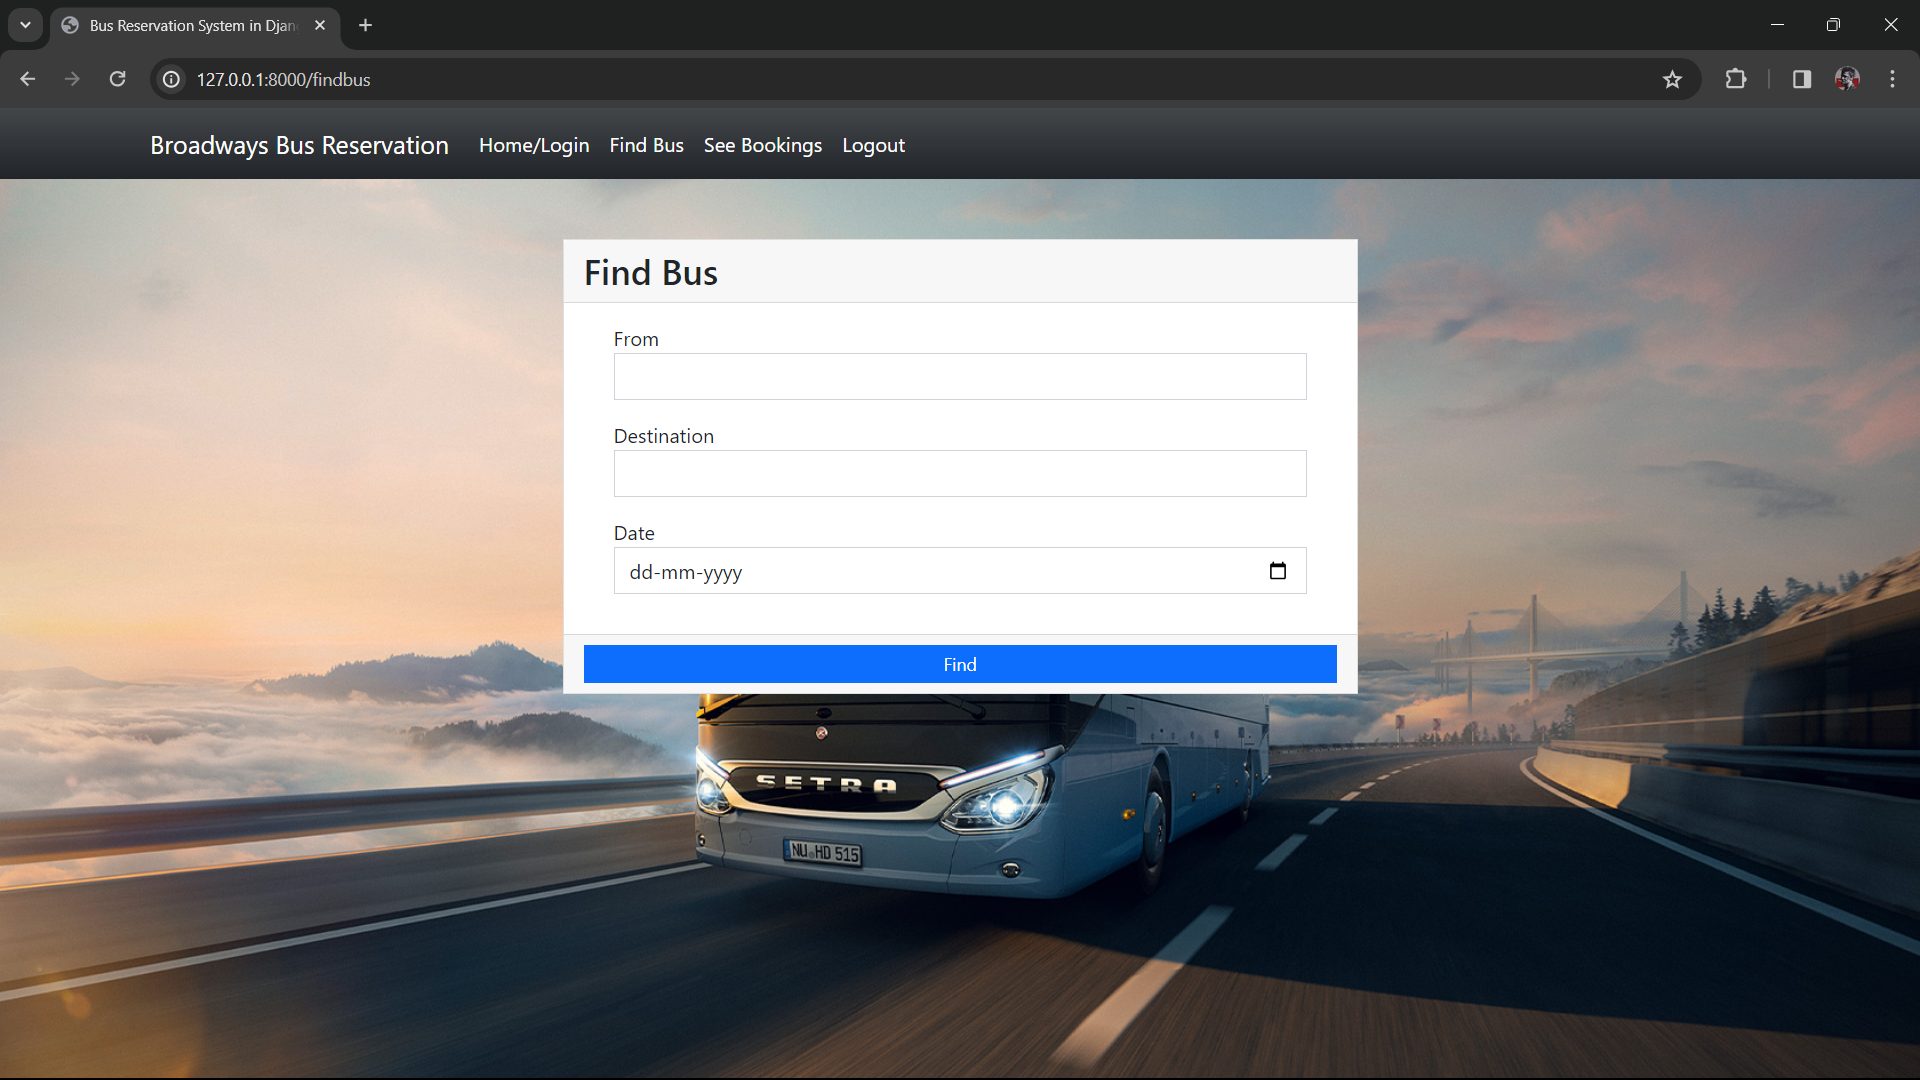 Bus Reservation System in Djan
127.0.0.1:8000/findbus
Broadways Bus Reservation Home/Login Find Bus See Bookings Logout
Find Bus
From
Destination
Date
dd-mm-yyyy
Find
SETRA
NU HD 515